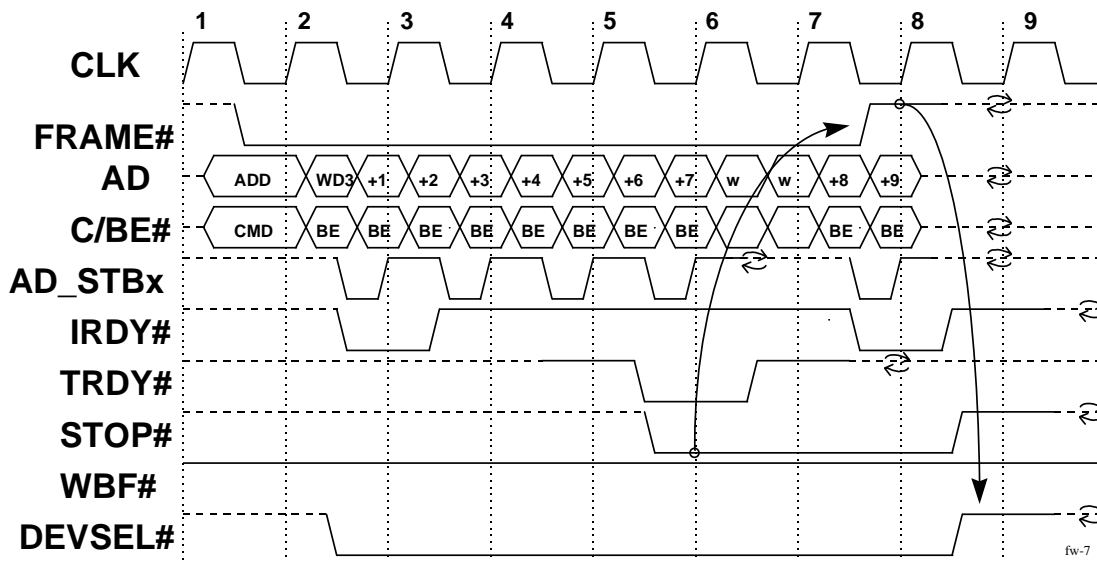 1 2 3 4 5 6 7 8 9
CLK
FRAME#
AD ADD WD3 +1 +2 +3 +4 +5 +6 +7 w w +8 +9
C/BE# CMD BE BE BE BE BE BE BE BE BE BE
AD_STBx
IRDY#
TRDY#
STOP#
WBF#
DEVSEL#
fw-7